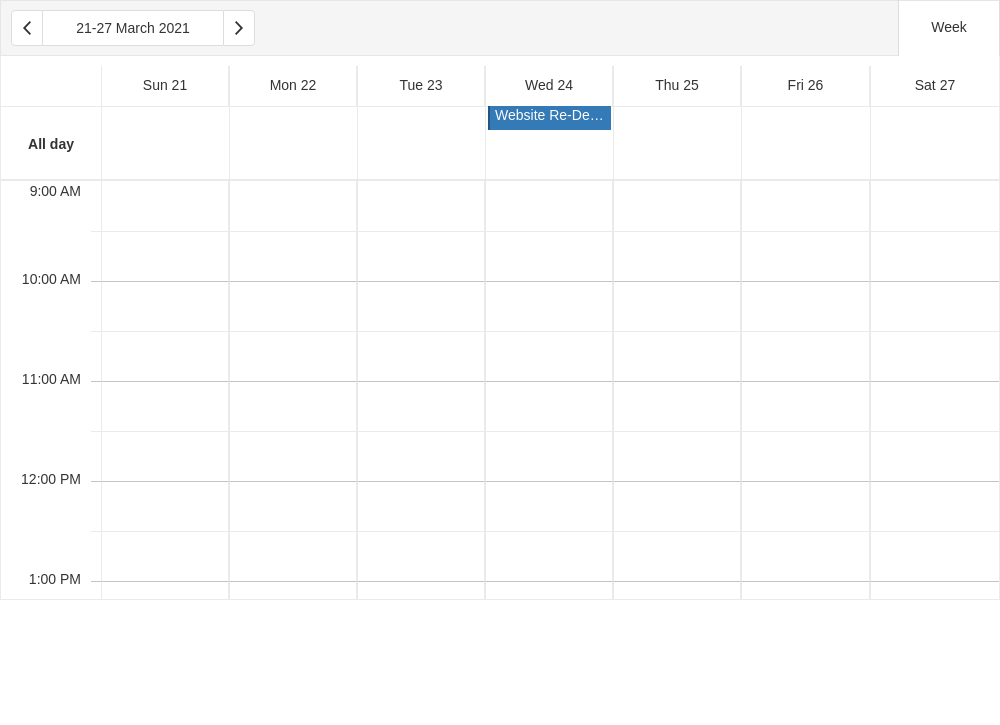 21-27 March 2021
Week
Sun 21
Mon 22
Tue 23
Wed 24
Thu 25
Fri 26
Sat 27
All day
Website Re-De…
9:00 AM
10:00 AM
11:00 AM
12:00 PM
1:00 PM